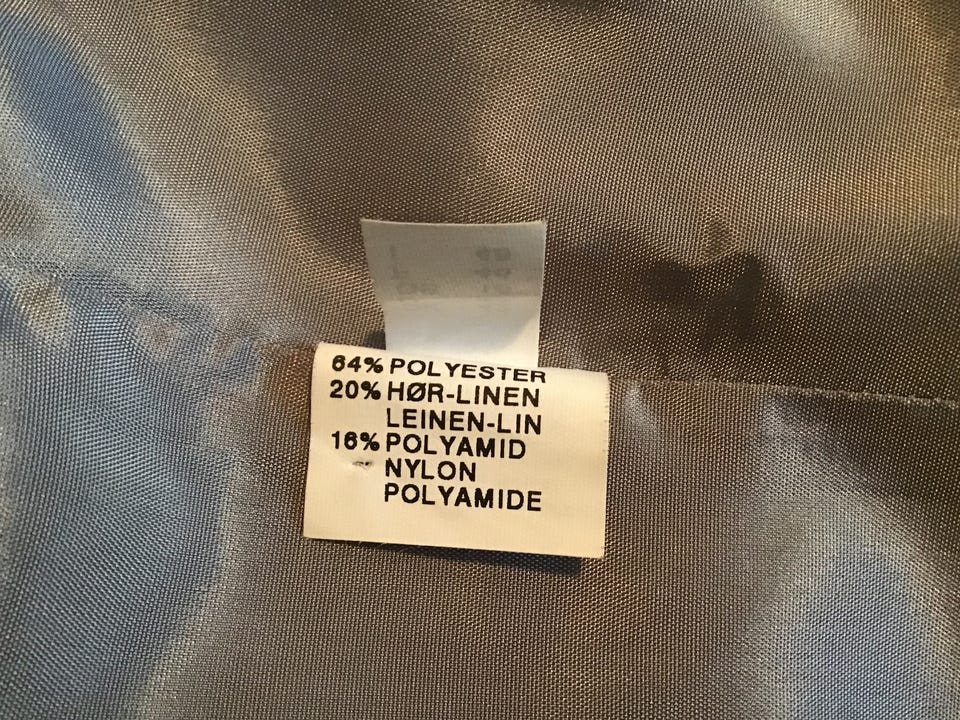 64% POLYESTER
20% HØR-LINEN
LEINEN-LIN
16% POLYAMID
NYLON
POLYAMIDE